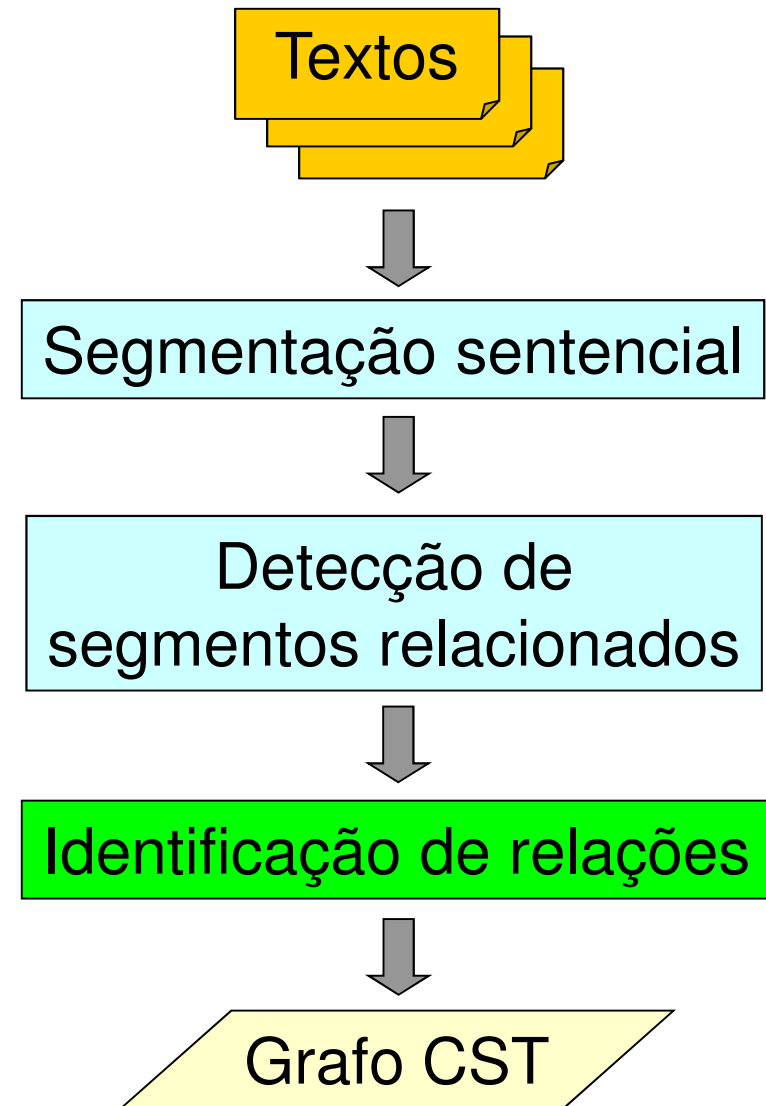 Textos
Segmentação sentencial
Detecção de
segmentos relacionados
Identificação de relações
Grafo CST